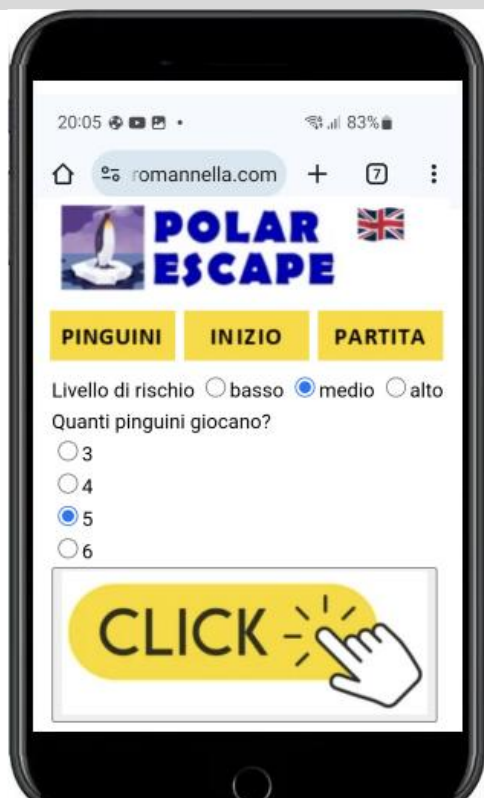 20:05
83%
romannella.com + 7
POLAR
ESCAPE
PINGUINI INIZIO PARTITA
Livello di rischio basso medio alto
Quanti pinguini giocano?
3
4
5
6
CLICK